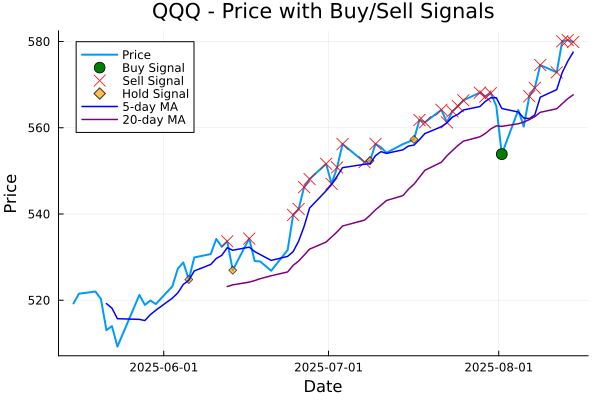 QQQ - Price with Buy/Sell Signals
580
560
540
520
Price
Price
Buy Signal
Sell Signal
Hold Signal
5-day MA
20-day MA
2025-06-01
2025-07-01
2025-08-01
Date